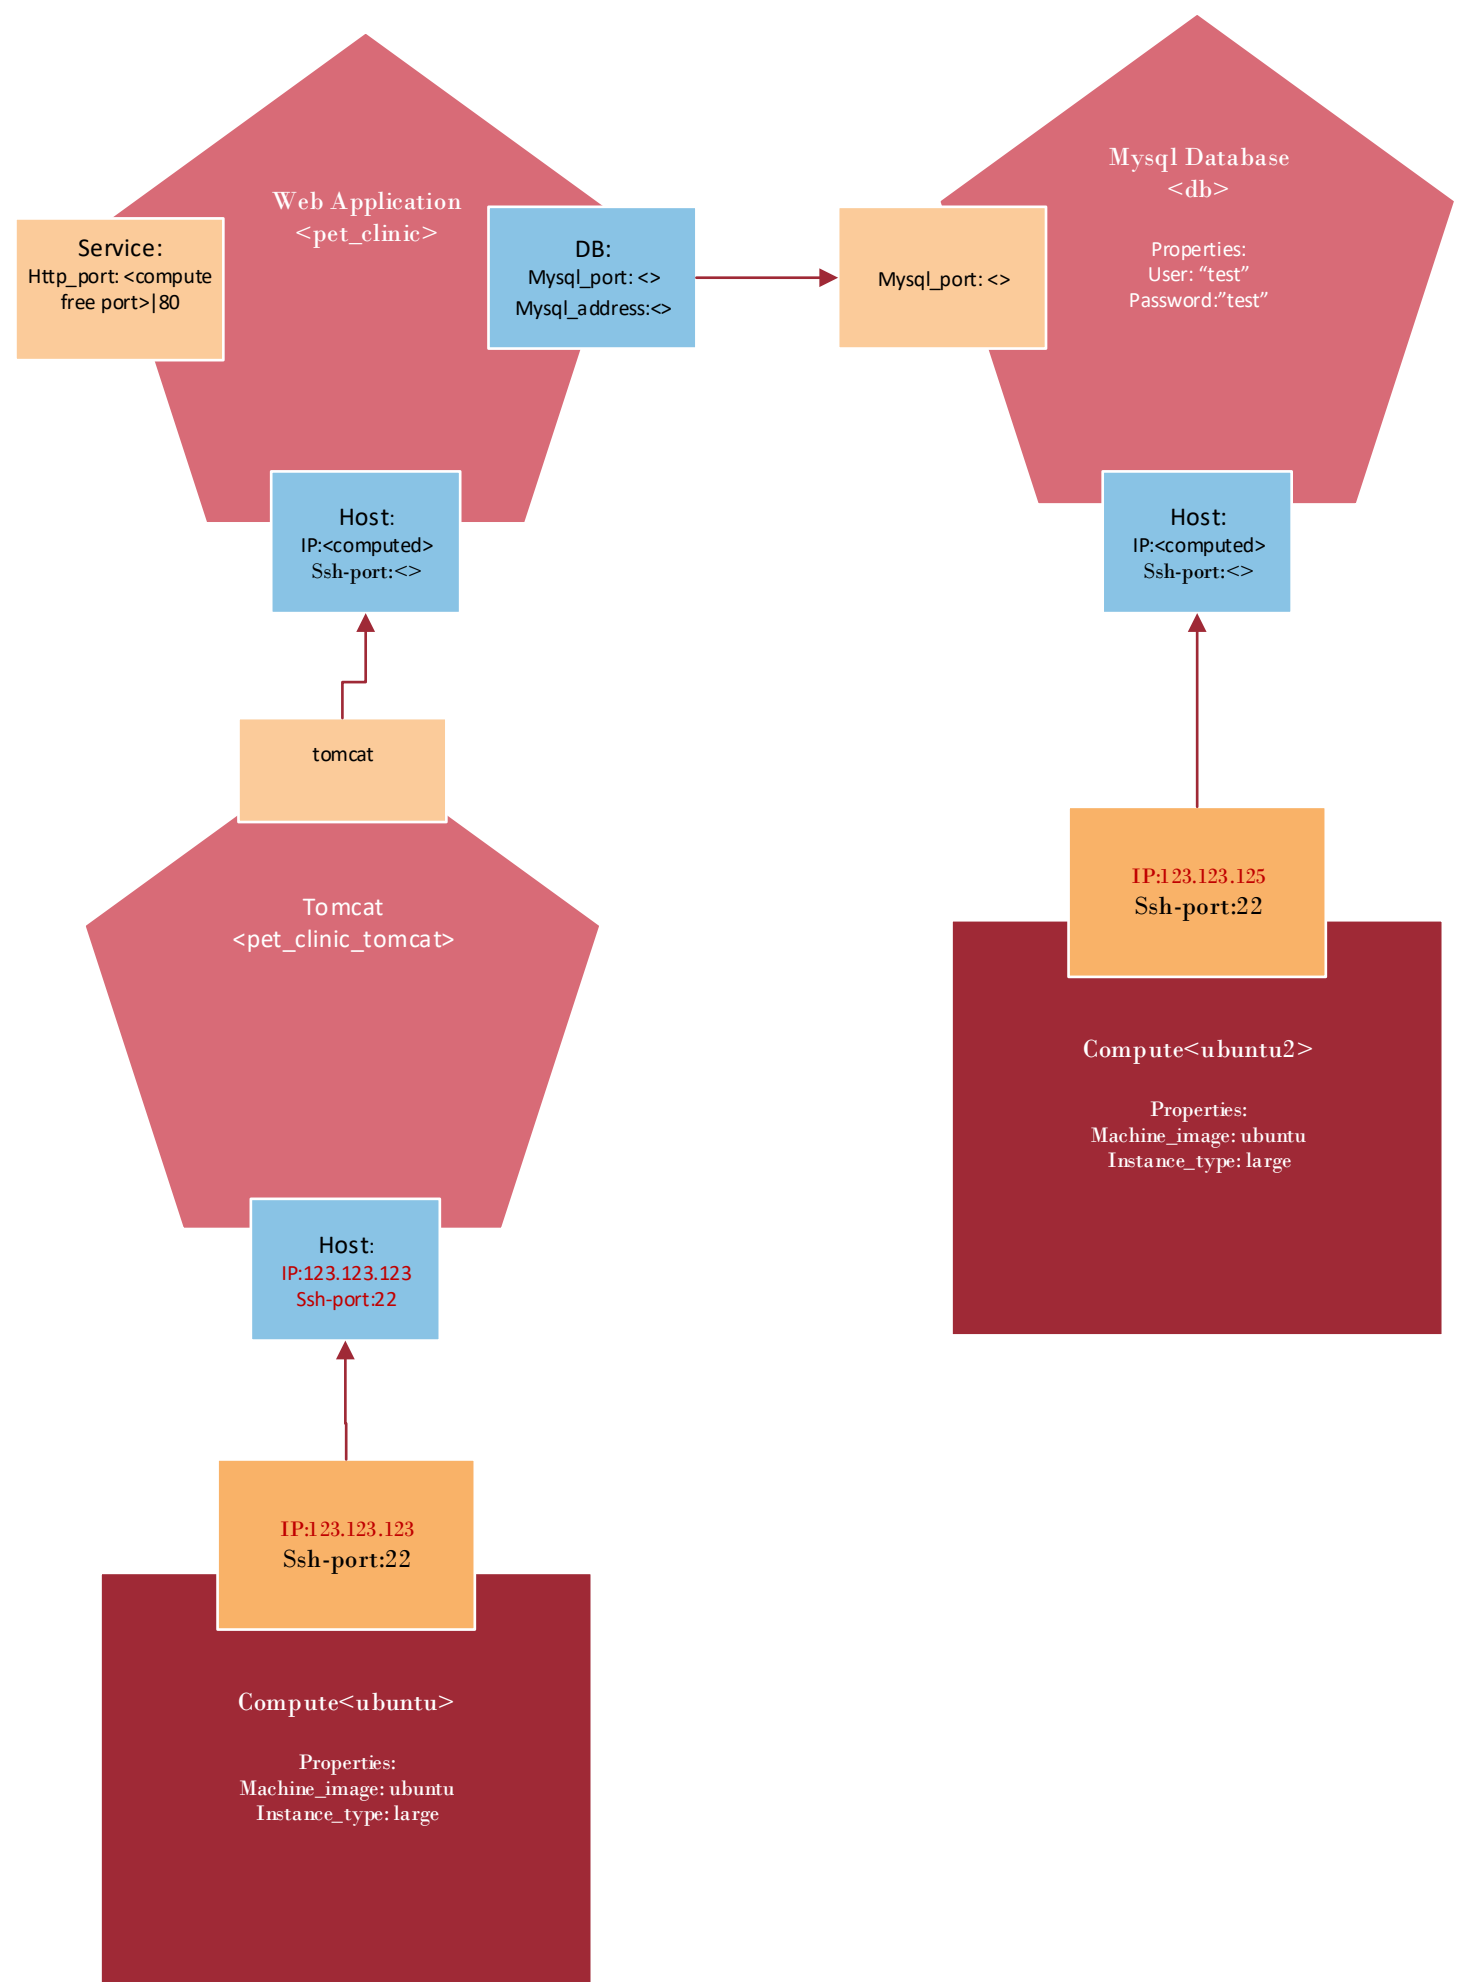 Web Application
<pet_clinic>
Service:
Http_port: <compute
free port>|80
DB:
Mysql_port: <>
Mysql_address:<>
Host:
IP:<computed>
Ssh-port:<>
Mysql_port: <>
Mysql Database
<db>
Properties:
User: “test”
Password:”test”
Host:
IP:<computed>
Ssh-port:<>
tomcat
Tomcat
<pet_clinic_tomcat>
Host:
IP:123.123.123
Ssh-port:22
IP:123.123.125
Ssh-port:22
Compute<ubuntu2>
Properties:
Machine_image: ubuntu
Instance_type: large
IP:123.123.123
Ssh-port:22
Compute<ubuntu>
Properties:
Machine_image: ubuntu
Instance_type: large